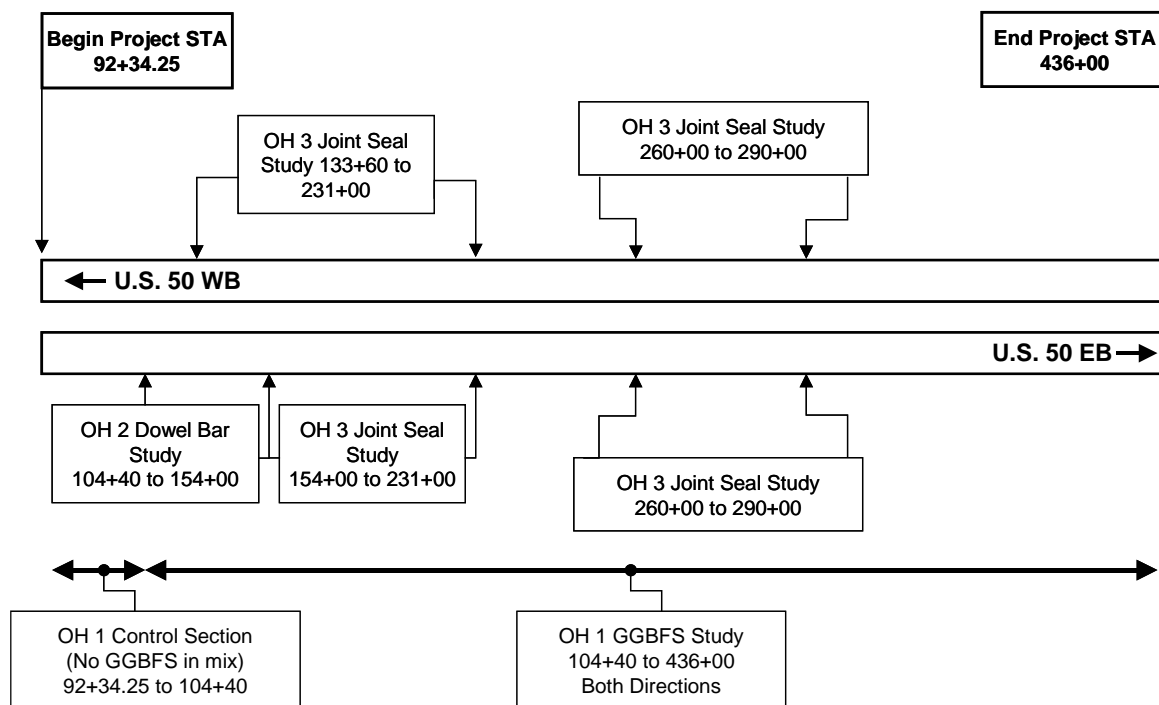 Begin Project STA
92+34.25
End Project STA
436+00
OH 3 Joint Seal
Study 133+60 to
231+00
OH 3 Joint Seal Study
260+00 to 290+00
U.S. 50 WB
U.S. 50 EB
OH 2 Dowel Bar
Study
104+40 to 154+00
OH 3 Joint Seal
Study
154+00 to 231+00
OH 3 Joint Seal Study
260+00 to 290+00
OH 1 Control Section
(No GGBFS in mix)
92+34.25 to 104+40
OH 1 GGBFS Study
104+40 to 436+00
Both Directions